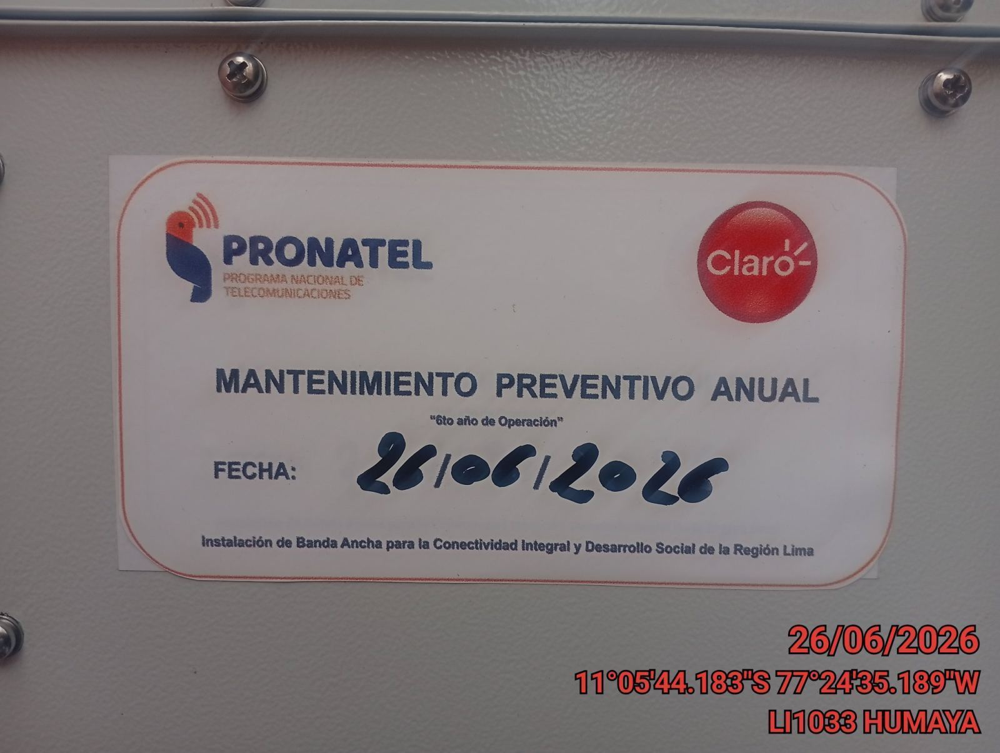 PRONATEL
PROGRAMA NACIONAL DE
TELECOMUNICACIONES
Claro
MANTENIMIENTO PREVENTIVO ANUAL
"6to año de Operación"
FECHA: 26/06/2026
Instalación de Banda Ancha para la Conectividad Integral y Desarrollo Social de la Región Lima
26/06/2026
11°05'44.183"S 77°24'35.189"W
LI1033 HUMAYA